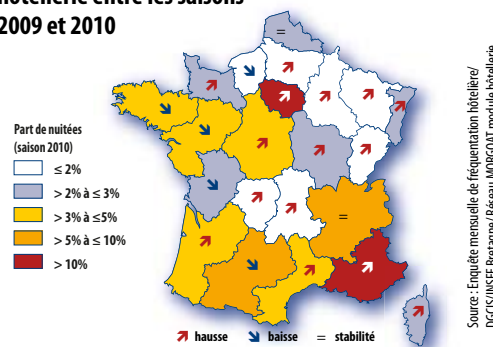 hôtellerie entre les saisons
2009 et 2010
Part de nuitées
(saison 2010)
≤ 2%
> 2% à ≤ 3%
> 3% à ≤5%
> 5% à ≤ 10%
> 10%
=
=
hausse
baisse
= stabilité
Source : Enquête mensuelle de fréquentation hôtelière/
DGCIS/INSEE Bretagne / Réseau MORGOAT module hôtellerie